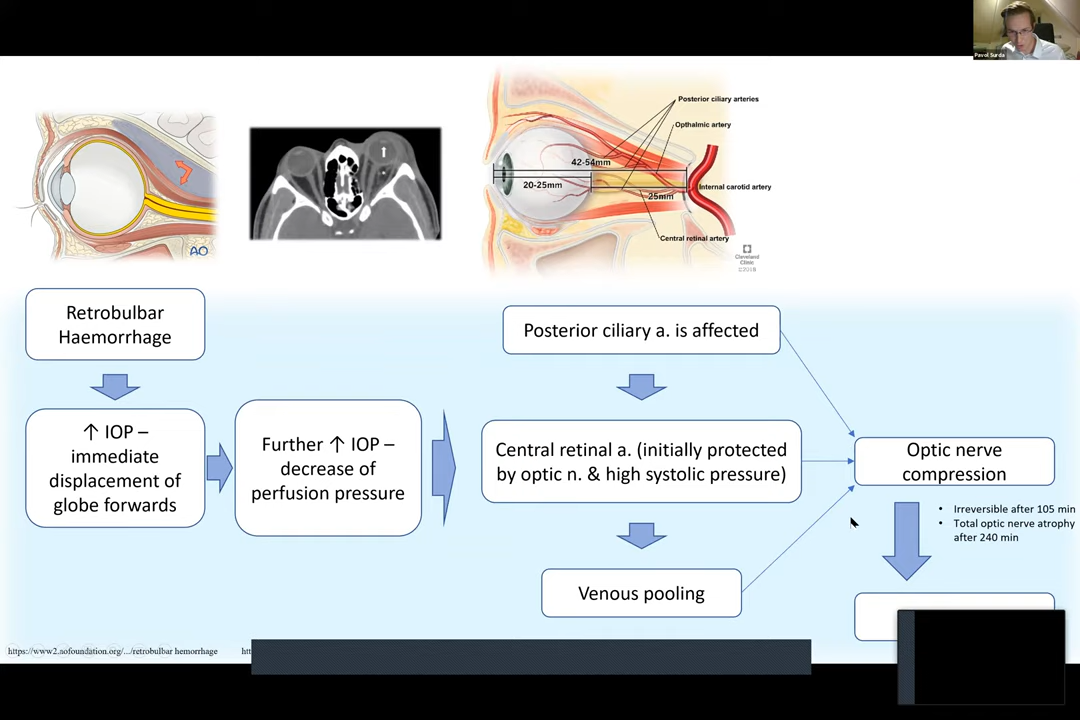 Pavol Surda
Posterior ciliary arteries
Opthalmic artery
42-54mm
20-25mm
Internal carotid artery
25mm
Central retinal artery
AO
Cleveland
Clinic
©2018
Retrobulbar
Haemorrhage
↑ IOP –
immediate
displacement of
globe forwards
Further ↑ IOP –
decrease of
perfusion pressure
Posterior ciliary a. is affected
Central retinal a. (initially protected
by optic n. & high systolic pressure)
Venous pooling
Optic nerve
compression
• Irreversible after 105 min
• Total optic nerve atrophy
after 240 min
https://www2.aofoundation.org/.../retrobulbar hemorrhage